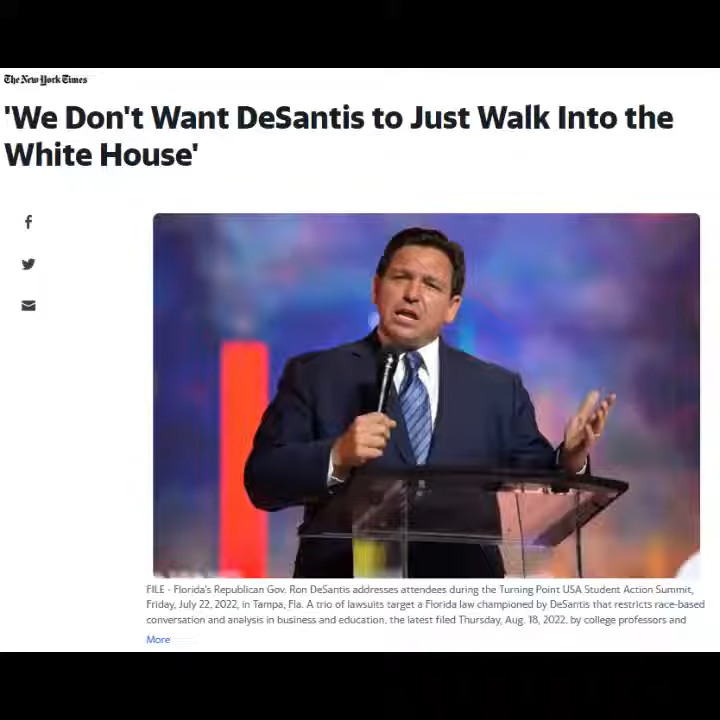 The New York Times
'We Don't Want DeSantis to Just Walk Into the
White House'
FILE - Florida's Republican Gov. Ron DeSantis addresses attendees during the Turning Point USA Student Action Summit,
Friday, July 22, 2022, in Tampa, Fla. A trio of lawsuits target a Florida law championed by DeSantis that restricts race-based
conversation and analysis in business and education, the latest filed Thursday, Aug. 18, 2022, by college professors and
More